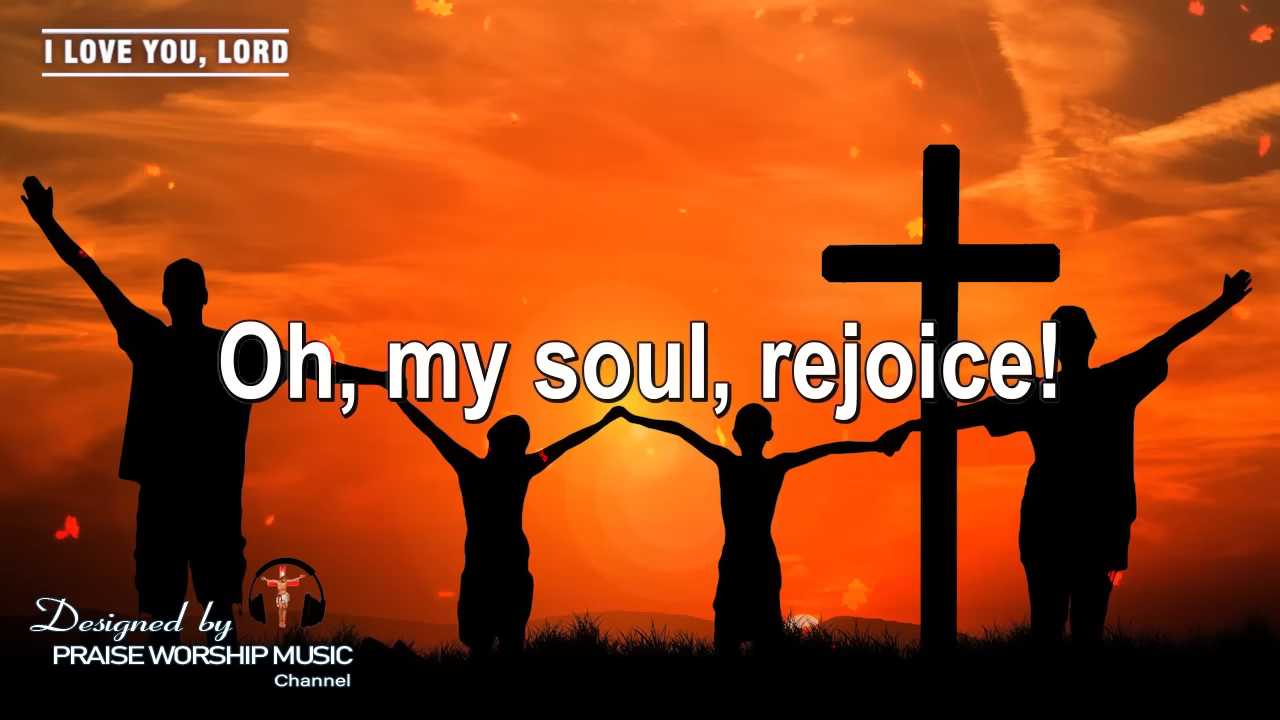 I LOVE YOU, LORD
Oh, my soul, rejoice!
Designed by
PRAISE WORSHIP MUSIC
Channel